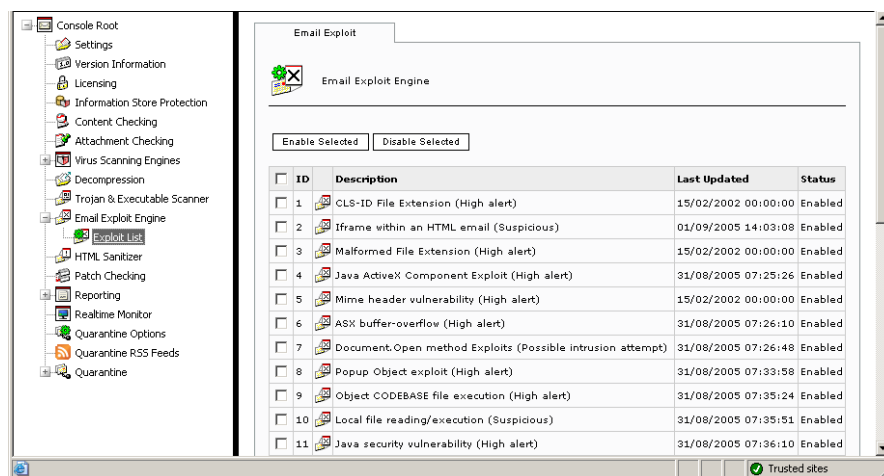 Console Root
Settings
Version Information
Licensing
Information Store Protection
Content Checking
Attachment Checking
Virus Scanning Engines
Decompression
Trojan & Executable Scanner
Email Exploit Engine
Exploit List
HTML Sanitizer
Patch Checking
Reporting
Realtime Monitor
Quarantine Options
Quarantine RSS Feeds
Quarantine
Email Exploit
Email Exploit Engine
Enable Selected Disable Selected
ID Description Last Updated Status
1 CLS-ID File Extension (High alert) 15/02/2002 00:00:00 Enabled
2 Iframe within an HTML email (Suspicious) 01/09/2005 14:03:08 Enabled
3 Malformed File Extension (High alert) 15/02/2002 00:00:00 Enabled
4 Java ActiveX Component Exploit (High alert) 31/08/2005 07:25:26 Enabled
5 Mime header vulnerability (High alert) 15/02/2002 00:00:00 Enabled
6 ASX buffer-overflow (High alert) 31/08/2005 07:26:10 Enabled
7 Document.Open method Exploits (Possible intrusion attempt) 31/08/2005 07:26:48 Enabled
8 Popup Object exploit (High alert) 31/08/2005 07:33:58 Enabled
9 Object CODEBASE file execution (High alert) 31/08/2005 07:35:24 Enabled
10 Local file reading/execution (Suspicious) 31/08/2005 07:35:51 Enabled
11 Java security vulnerability (High alert) 31/08/2005 07:36:10 Enabled
Trusted sites